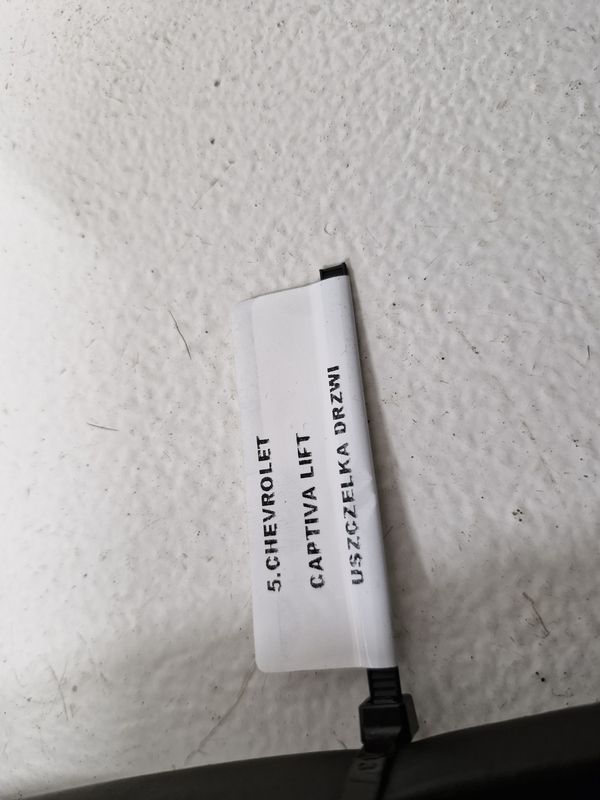 5.CHEVROLET
CAPTIVA LIFT
USZCZELKA DRZWI